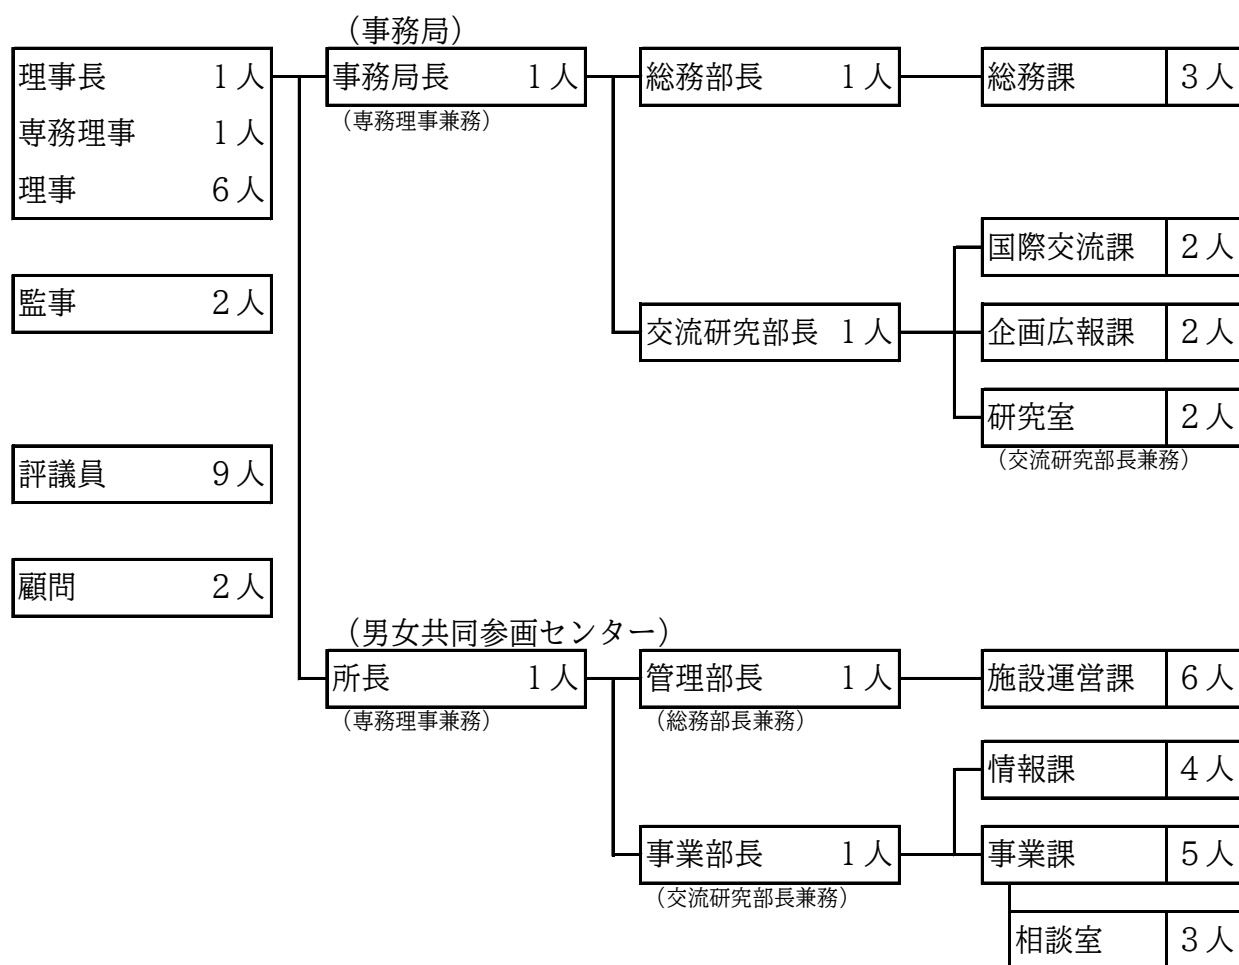 （事務局）
理事長 1人
専務理事 1人
理事 6人
事務局長 1人
（専務理事兼務）
総務部長 1人
総務課 3人
国際交流課 2人
監事 2人
交流研究部長 1人
企画広報課 2人
研究室 2人
（交流研究部長兼務）
評議員 9人
顧問 2人
（男女共同参画センター）
所長 1人
（専務理事兼務）
管理部長 1人
（総務部長兼務）
施設運営課 6人
情報課 4人
事業部長 1人
（交流研究部長兼務）
事業課 5人
相談室 3人